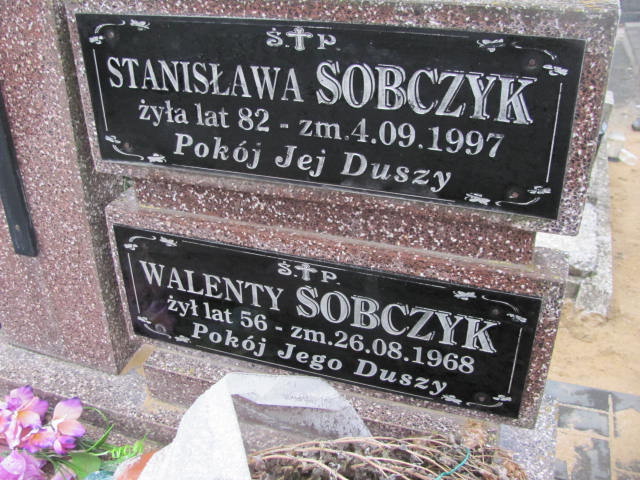 Ś.✝P.
STANISŁAWA SOBCZYK
żyła lat 82 - zm.4.09.1997
Pokój Jej Duszy
Ś✝P.
WALENTY SOBCZYK
żył lat 56 - zm.26.08.1968
Pokój Jego Duszy